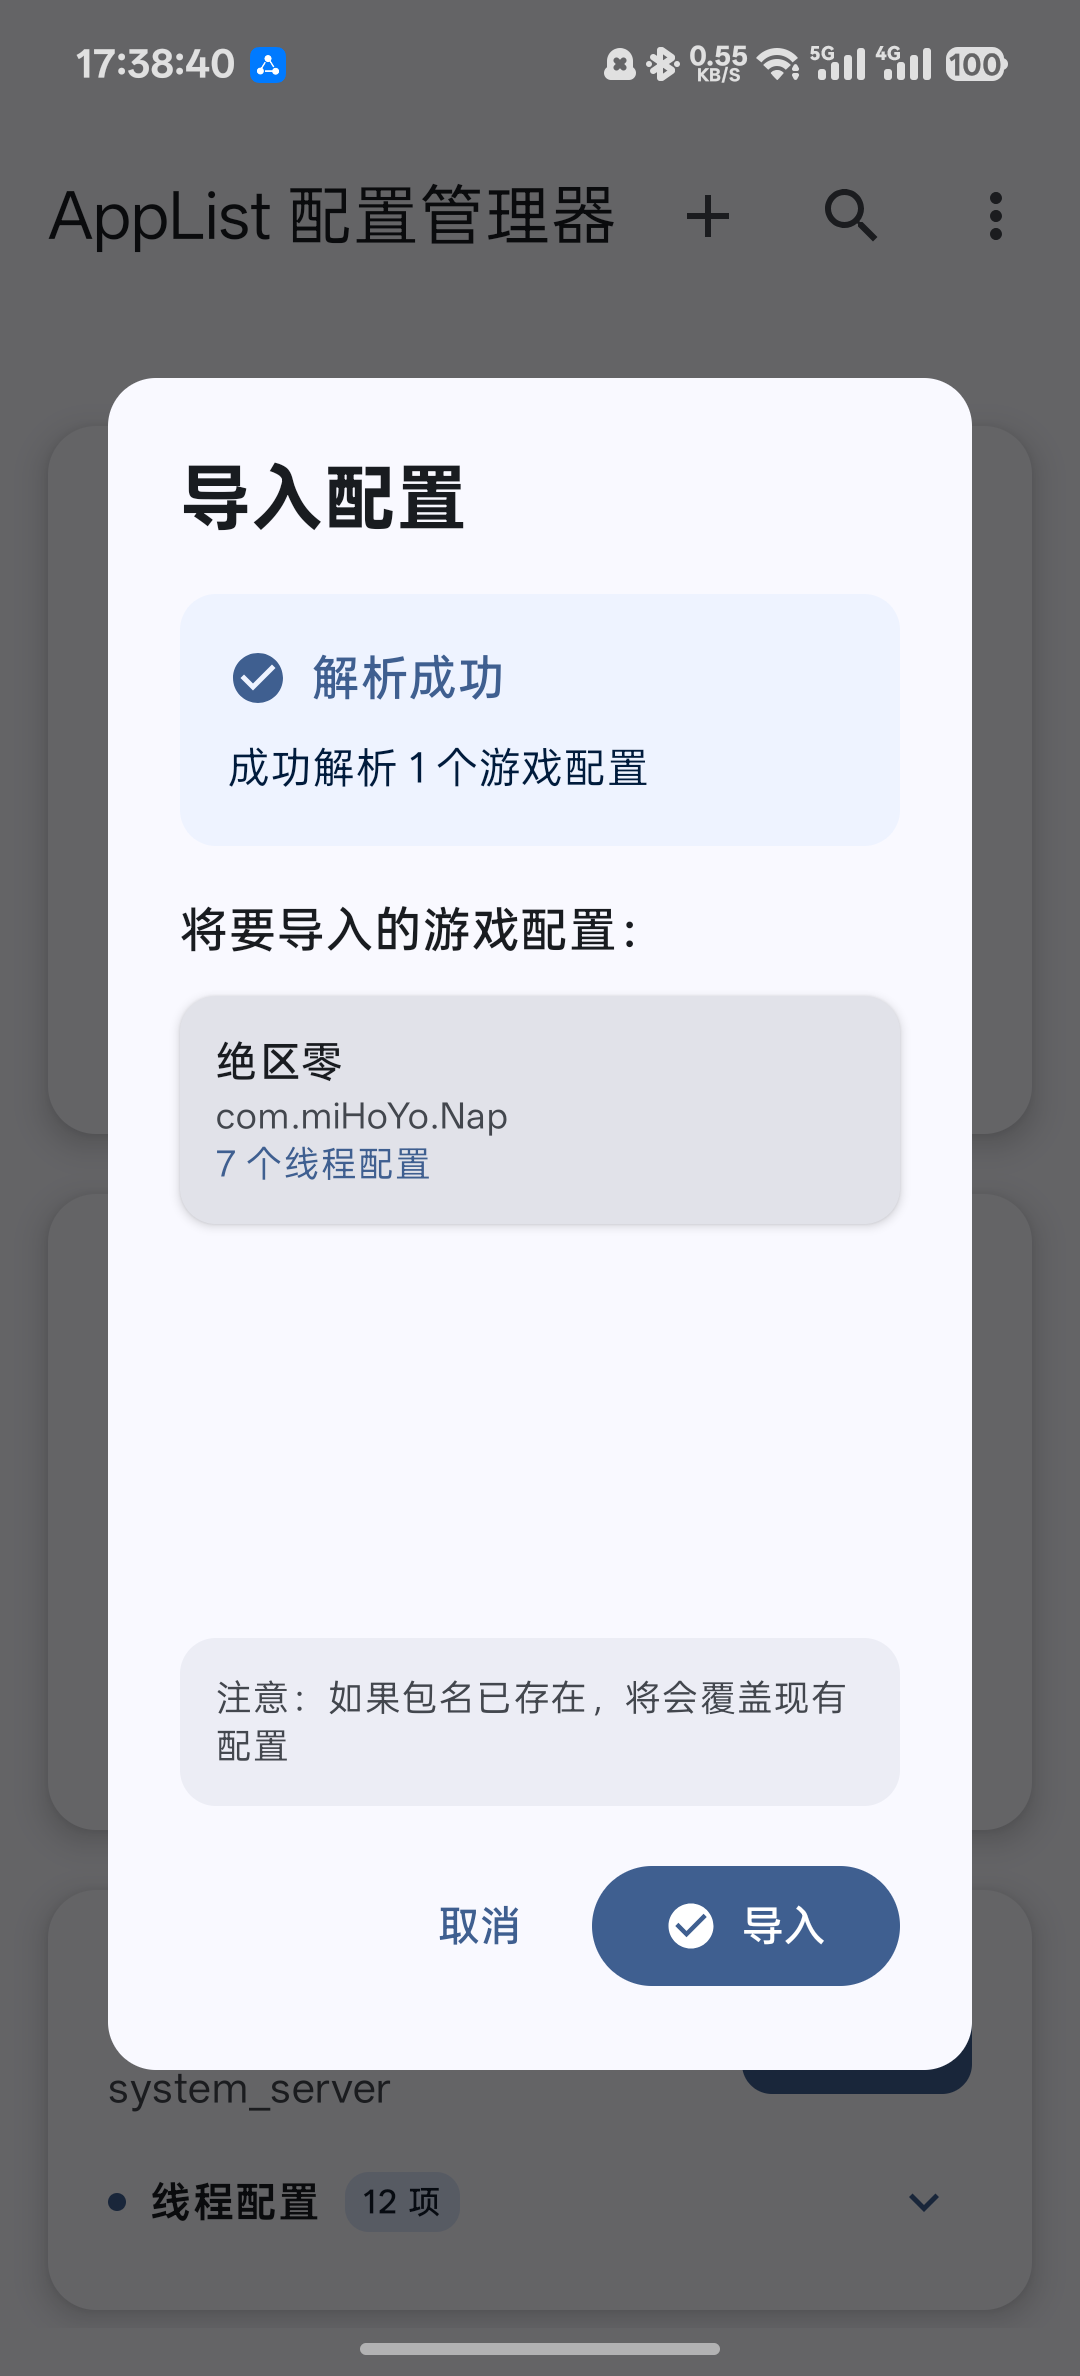 17:38:40
0.55 KB/S 5G 4G 100
AppList 配置管理器
导入配置
解析成功
成功解析 1 个游戏配置
将要导入的游戏配置：
绝区零
com.miHoYo.Nap
7 个线程配置
注意：如果包名已存在，将会覆盖现有
配置
取消
导入
system_server
线程配置 12 项